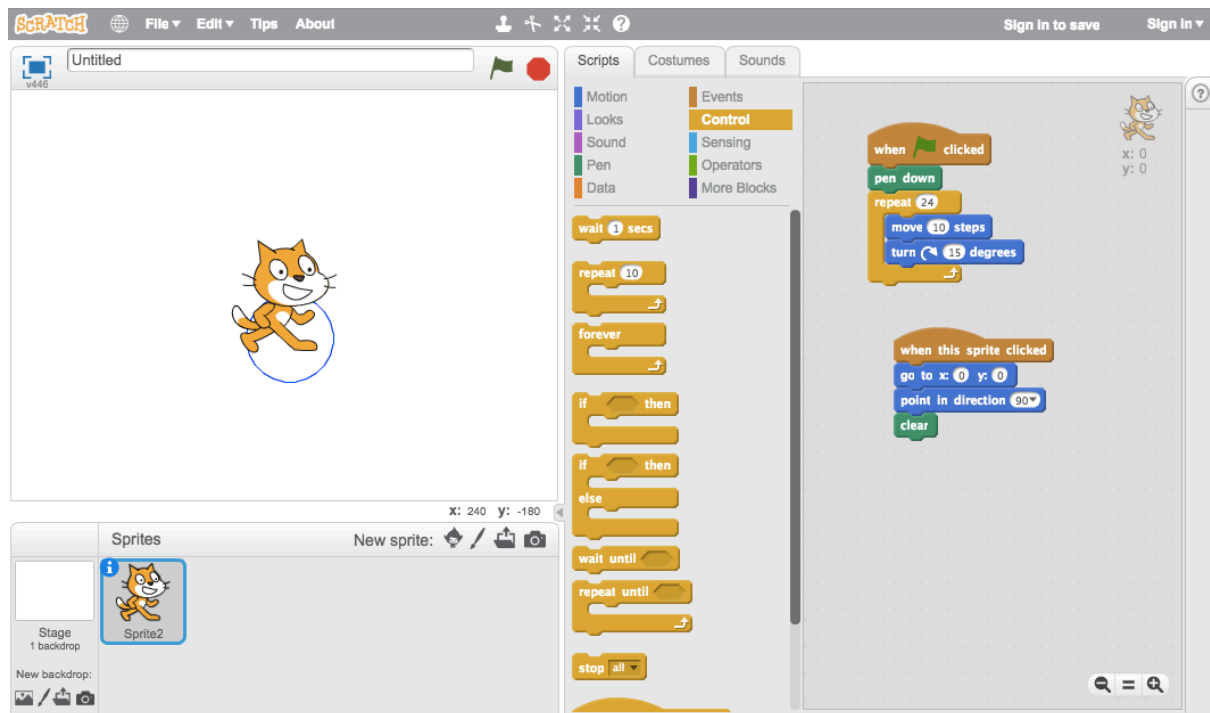 SCRATCH File Edit Tips About Sign in to save Sign in
Untitled
v446
x: 240 y: -180
Sprites New sprite:
Sprite2
Stage
1 backdrop
New backdrop:
Scripts Costumes Sounds
Motion Events
Looks Control
Sound Sensing
Pen Operators
Data More Blocks
wait 1 secs
repeat 10
forever
if then
if then
else
wait until
repeat until
stop all
when clicked
pen down
repeat 24
move 10 steps
turn 15 degrees
when this sprite clicked
go to x: 0 y: 0
point in direction 90
clear
x: 0
y: 0